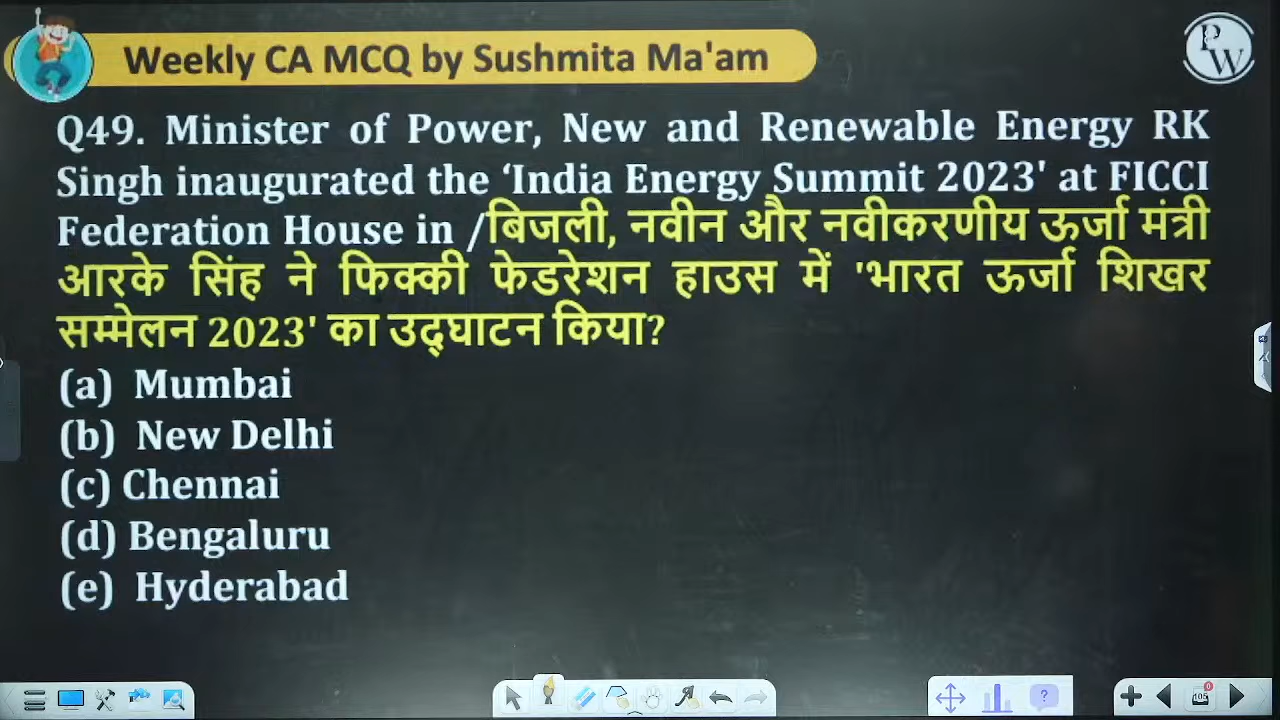 Weekly CA MCQ by Sushmita Ma'am
PW
Q49. Minister of Power, New and Renewable Energy RK
Singh inaugurated the ‘India Energy Summit 2023' at FICCI
Federation House in /बिजली, नवीन और नवीकरणीय ऊर्जा मंत्री
आरके सिंह ने फिक्की फेडरेशन हाउस में 'भारत ऊर्जा शिखर
सम्मेलन 2023' का उद्घाटन किया?
(a) Mumbai
(b) New Delhi
(c) Chennai
(d) Bengaluru
(e) Hyderabad